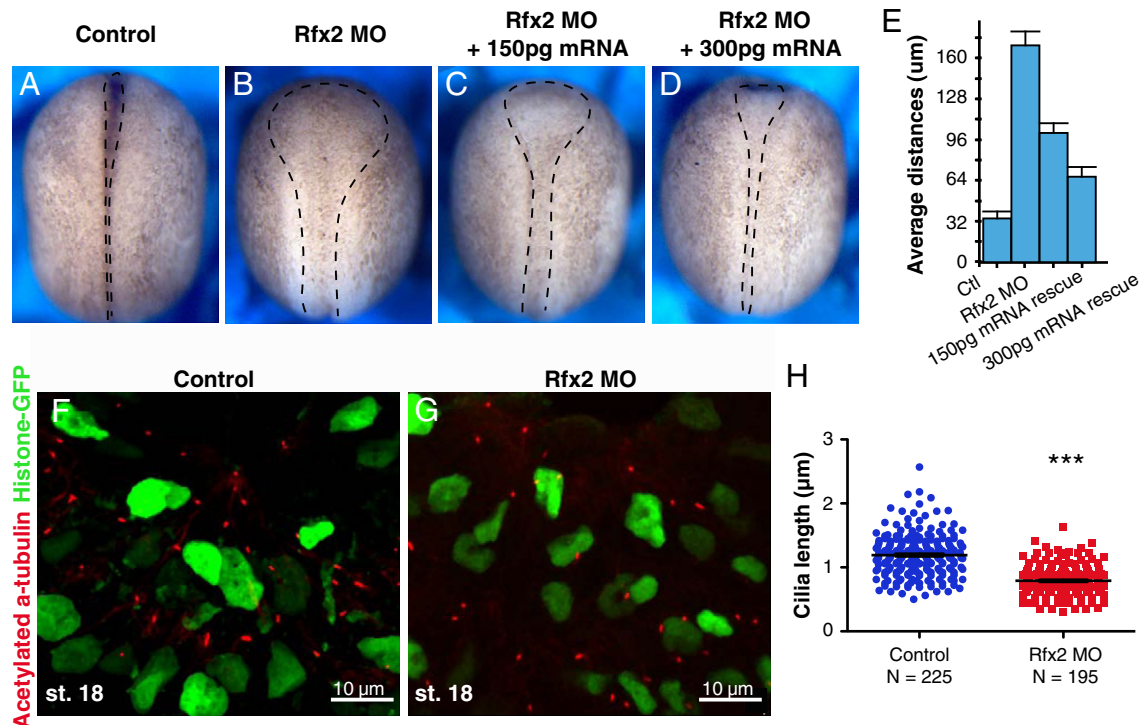 Control
Rfx2 MO
Rfx2 MO
+ 150pg mRNA
Rfx2 MO
+ 300pg mRNA
A
B
C
D
E
Average distances (um)
160
128
96
64
32
0
Ctl
Rfx2 MO
150pg mRNA rescue
300pg mRNA rescue
Acetylated a-tubulin Histone-GFP
Control
Rfx2 MO
F
st. 18
10 µm
G
st. 18
10 µm
H
Cilia length (µm)
3
2
1
0
***
Control
N = 225
Rfx2 MO
N = 195